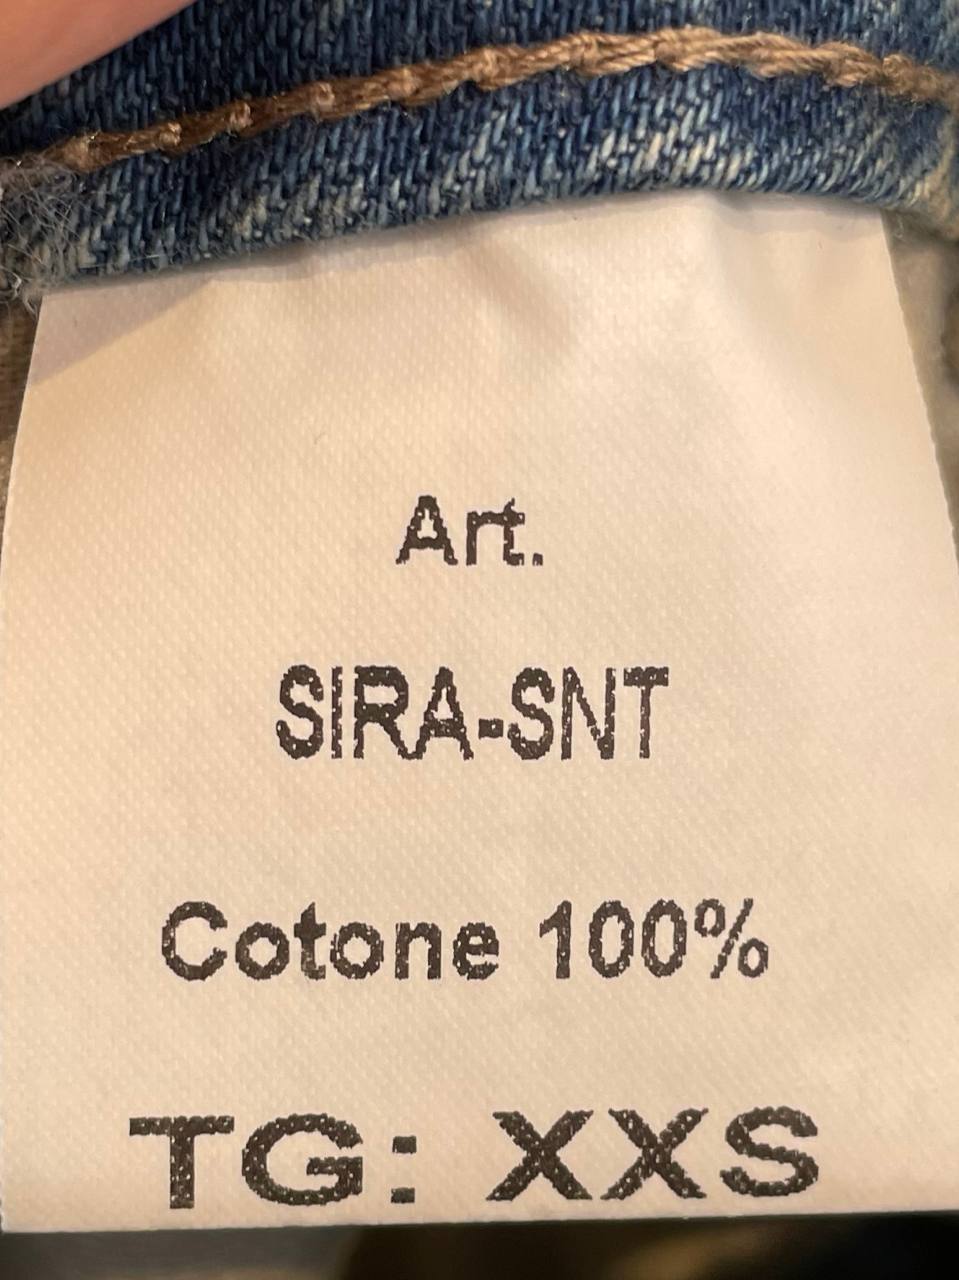 Art.
SIRA-SNT
Cotone 100%
TG: XXS